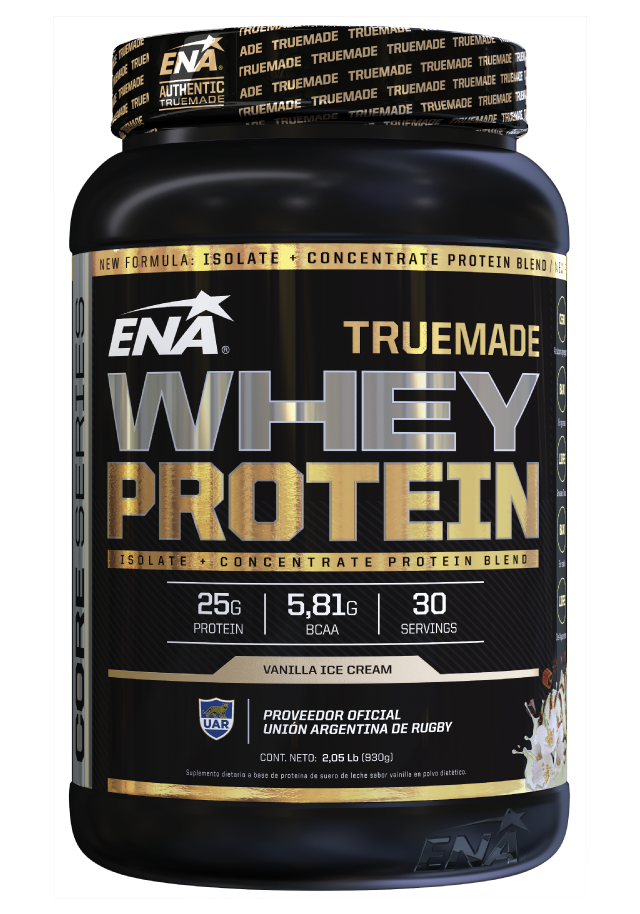 TRUEMADE TRUEMADE TRUEMADE
ENA®
AUTHENTIC
TRUEMADE
NEW FORMULA: ISOLATE + CONCENTRATE PROTEIN BLEND /
CORE SERIES
ENA®
TRUEMADE
WHEY
PROTEIN
ISOLATE + CONCENTRATE PROTEIN BLEND
25G 5,81G 30
PROTEIN BCAA SERVINGS
VANILLA ICE CREAM
UAR
PROVEEDOR OFICIAL
UNIÓN ARGENTINA DE RUGBY
CONT. NETO: 2,05 Lb (930g)
Suplemento dietario a base de proteína de suero de leche sabor vainilla en polvo dietético.
ENA